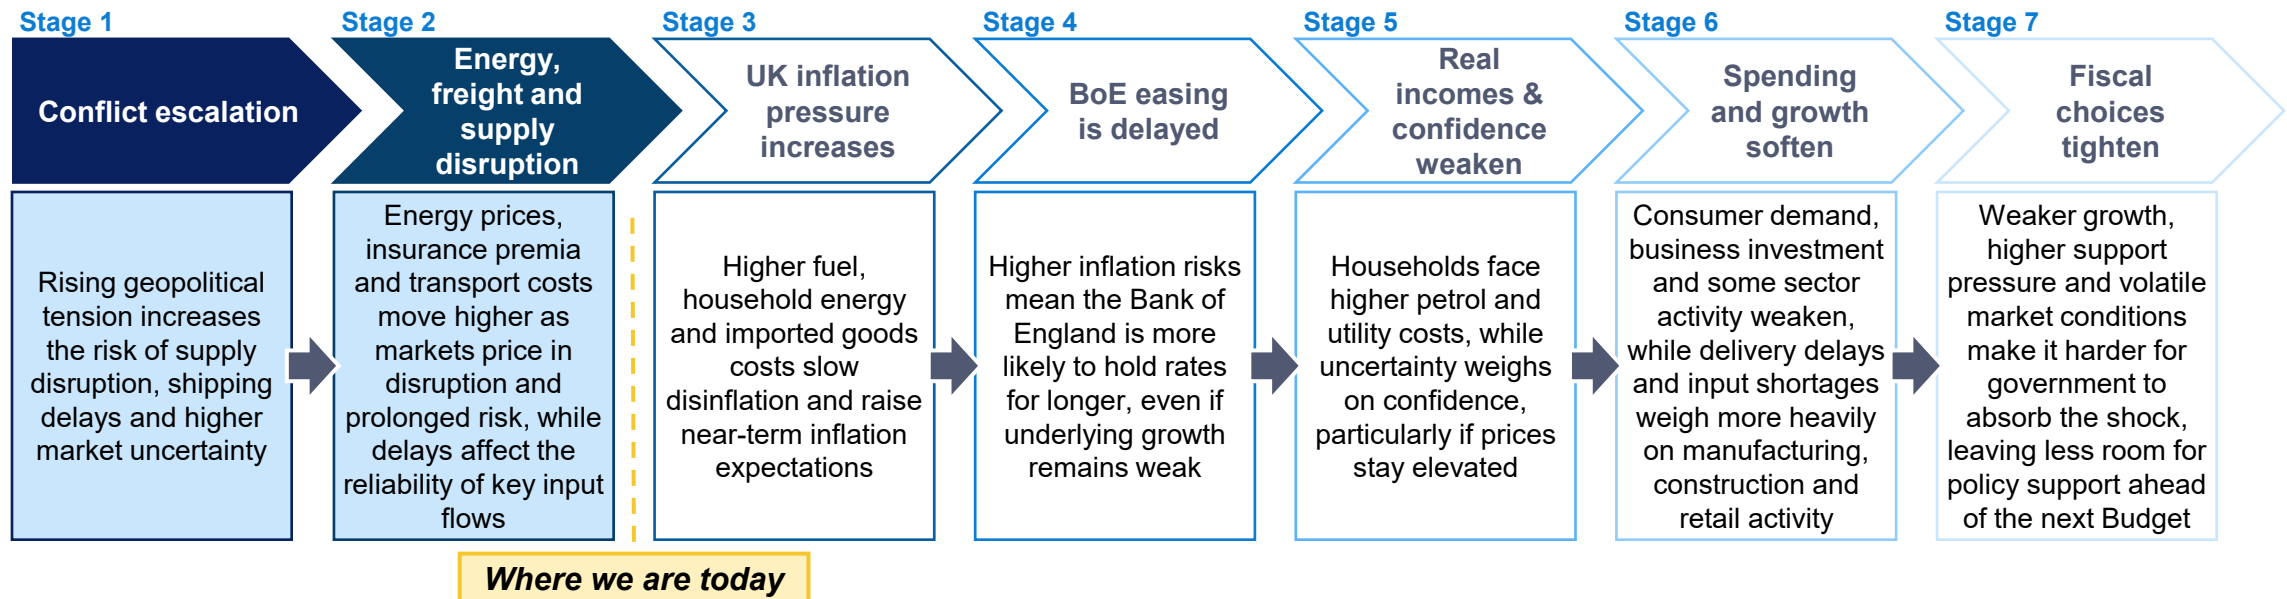 Stage 1
Conflict escalation
Rising geopolitical
tension increases
the risk of supply
disruption, shipping
delays and higher
market uncertainty
Stage 2
Energy,
freight and
supply
disruption
Energy prices,
insurance premia
and transport costs
move higher as
markets price in
disruption and
prolonged risk, while
delays affect the
reliability of key input
flows
Stage 3
UK inflation
pressure
increases
Higher fuel,
household energy
and imported goods
costs slow
disinflation and raise
near-term inflation
expectations
Stage 4
BoE easing
is delayed
Higher inflation risks
mean the Bank of
England is more
likely to hold rates
for longer, even if
underlying growth
remains weak
Stage 5
Real
incomes &
confidence
weaken
Households face
higher petrol and
utility costs, while
uncertainty weighs
on confidence,
particularly if prices
stay elevated
Stage 6
Spending
and growth
soften
Consumer demand,
business investment
and some sector
activity weaken,
while delivery delays
and input shortages
weigh more heavily
on manufacturing,
construction and
retail activity
Stage 7
Fiscal
choices
tighten
Weaker growth,
higher support
pressure and volatile
market conditions
make it harder for
government to
absorb the shock,
leaving less room for
policy support ahead
of the next Budget
Where we are today